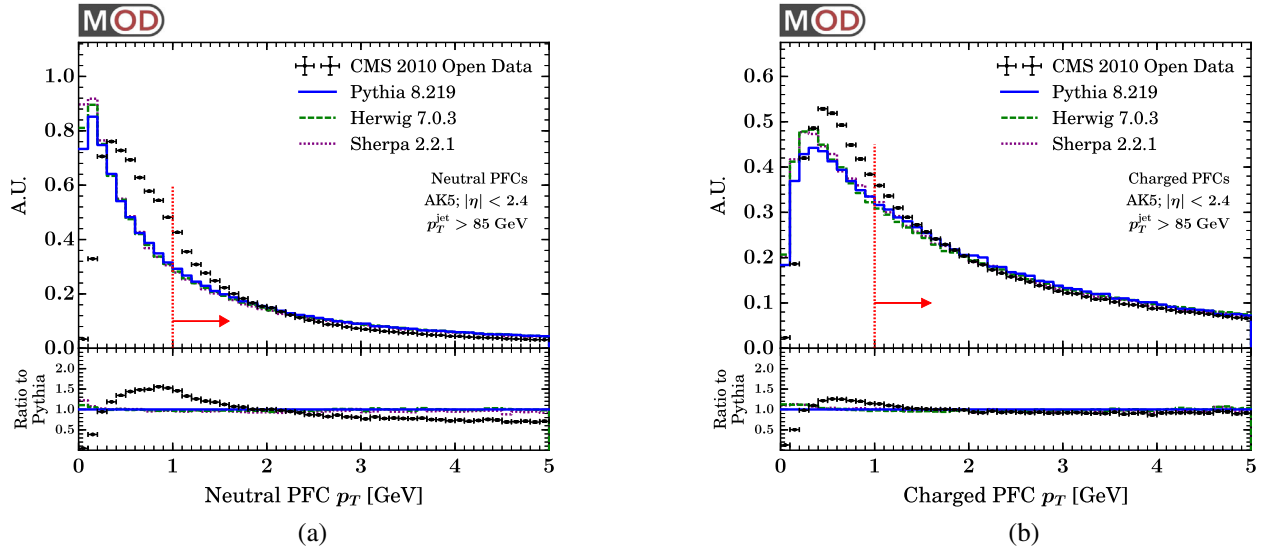 MOD
CMS 2010 Open Data
Pythia 8.219
Herwig 7.0.3
Sherpa 2.2.1
Neutral PFCs
AK5; |η| < 2.4
p_T^jet > 85 GeV
A.U.
1.0
0.8
0.6
0.4
0.2
0.0
Ratio to
Pythia
2.0
1.5
1.0
0.5
0 1 2 3 4 5
Neutral PFC p_T [GeV]
(a)
MOD
CMS 2010 Open Data
Pythia 8.219
Herwig 7.0.3
Sherpa 2.2.1
Charged PFCs
AK5; |η| < 2.4
p_T^jet > 85 GeV
A.U.
0.6
0.5
0.4
0.3
0.2
0.1
0.0
Ratio to
Pythia
2.0
1.5
1.0
0.5
0 1 2 3 4 5
Charged PFC p_T [GeV]
(b)